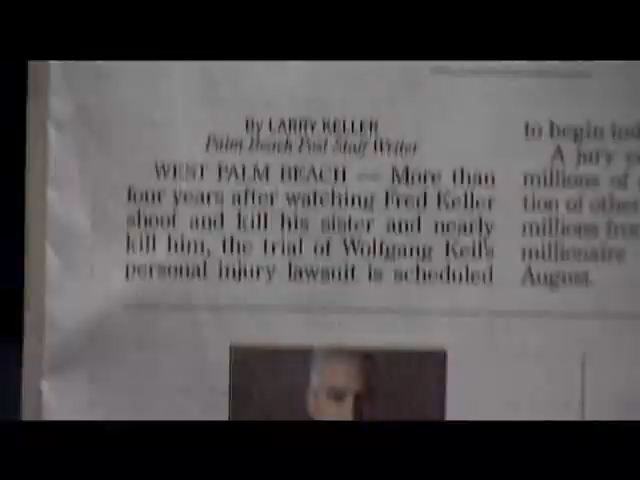 By LARRY KELLER
Palm Beach Post Staff Writer
WEST PALM BEACH — More than
four years after watching Fred Keller
shoot and kill his sister and nearly
kill him, the trial of Wolfgang Keil's
personal injury lawsuit is scheduled
to begin
A jury
millions of
tion of other
millions
millionaire
August.